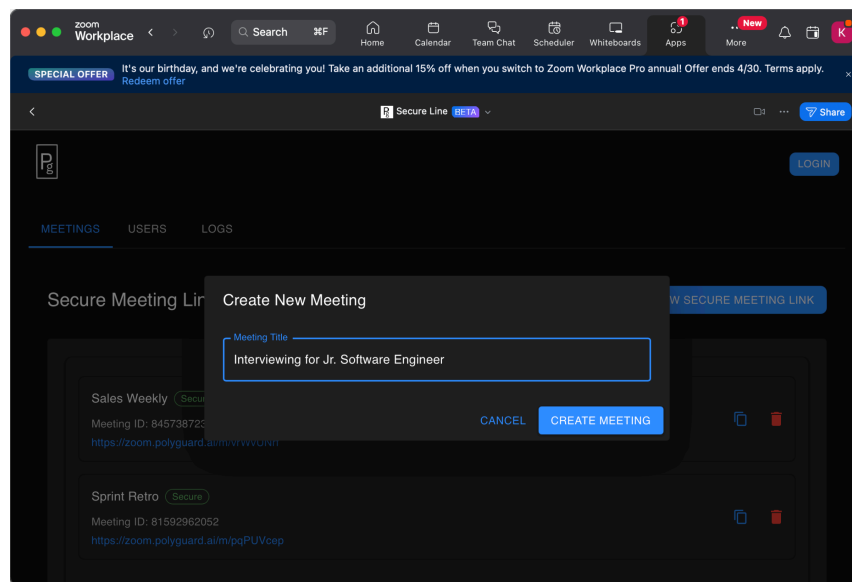 zoom
Workplace
Search ⌘F
Home
Calendar
Team Chat
Scheduler
Whiteboards
1
Apps
New
More
K
SPECIAL OFFER It's our birthday, and we're celebrating you! Take an additional 15% off when you switch to Zoom Workplace Pro annual! Offer ends 4/30. Terms apply.
Redeem offer
Secure Line BETA
Share
Pg
LOGIN
MEETINGS USERS LOGS
Secure Meeting Lin
W SECURE MEETING LINK
Create New Meeting
Meeting Title
Interviewing for Jr. Software Engineer
CANCEL CREATE MEETING
Sales Weekly Secu
Meeting ID: 845738723
Sprint Retro Secure
Meeting ID: 81592962052
https://zoom.polyguard.ai/m/pqPUVcep